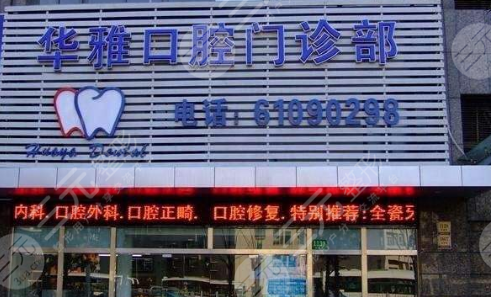 华雅口腔门诊部
电话：61090298
Huaya Dental
内科.口腔外科.口腔正畸. 口腔修复.特别推荐:全瓷牙